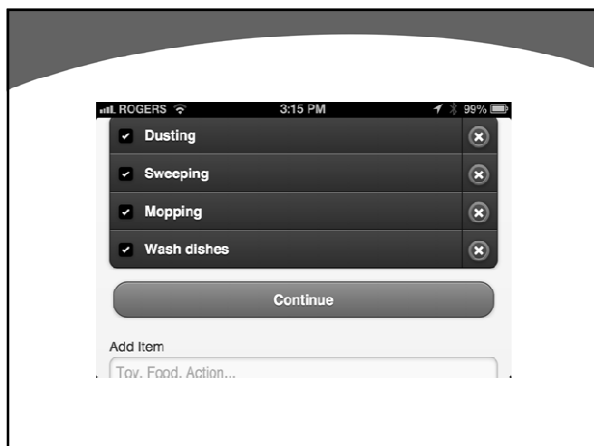 ROGERS 3:15 PM 99%
Dusting
Sweeping
Mopping
Wash dishes
Continue
Add Item
Toy, Food, Action...